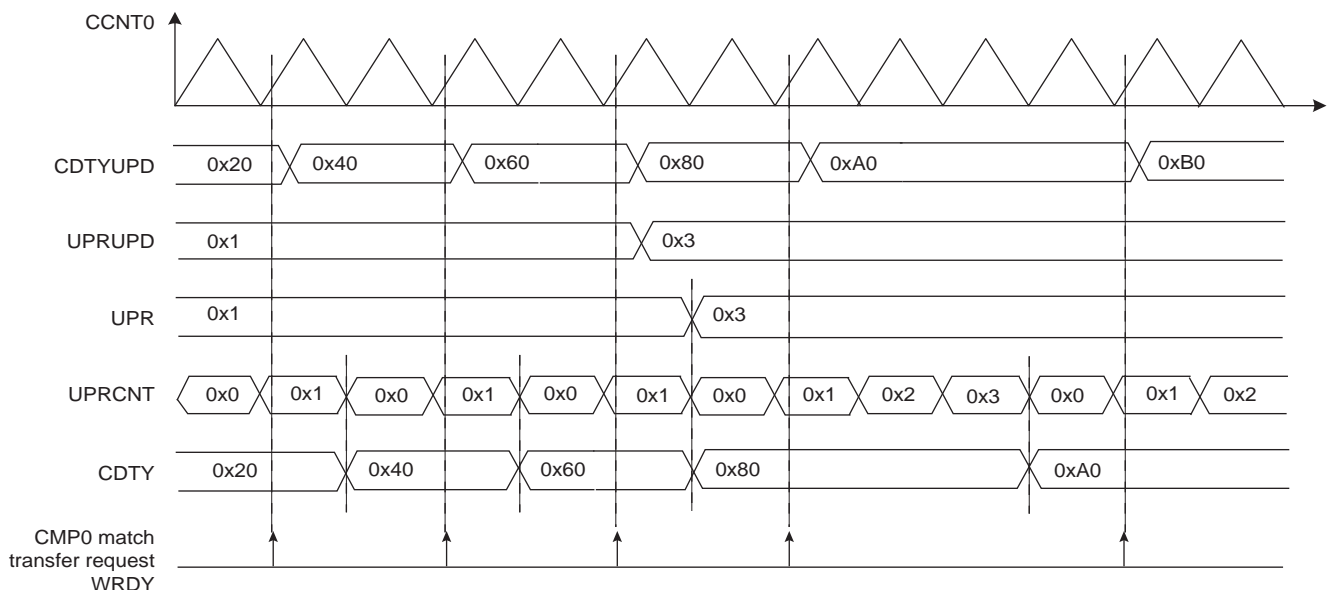 CCNT0
CDTYUPD 0x20 0x40 0x60 0x80 0xA0 0xB0
UPRUPD 0x1 0x3
UPR 0x1 0x3
UPRCNT 0x0 0x1 0x0 0x1 0x0 0x1 0x0 0x1 0x2 0x3 0x0 0x1 0x2
CDTY 0x20 0x40 0x60 0x80 0xA0
CMP0 match
transfer request
WRDY